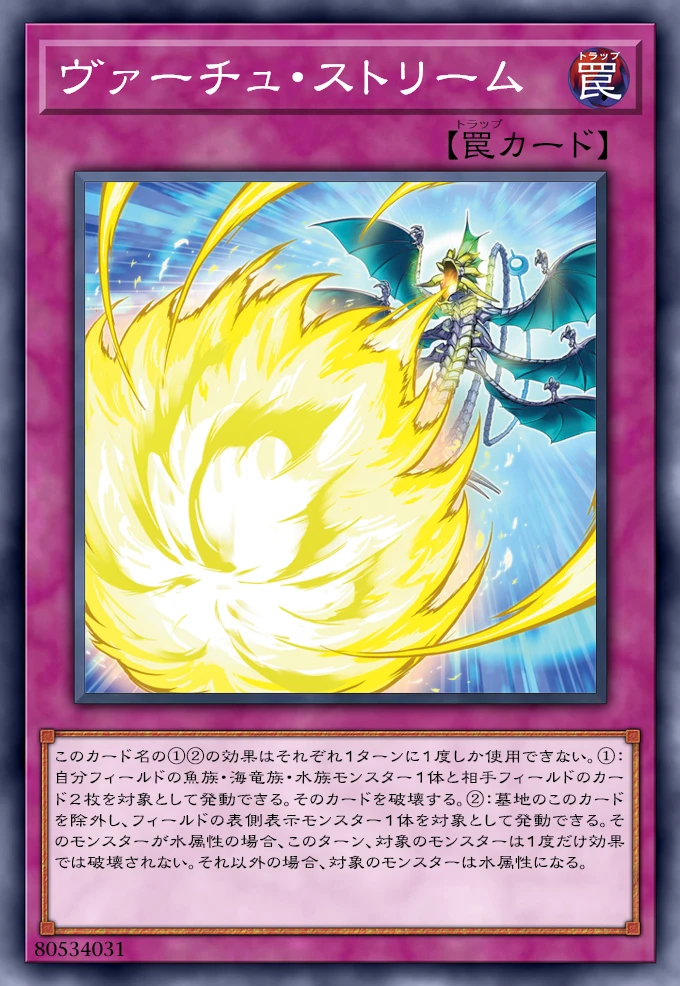 ヴァーチュ・ストリーム
トラップ
罠
トラップ
【罠カード】
このカード名の①②の効果はそれぞれ１ターンに１度しか使用できない。①：
自分フィールドの魚族・海竜族・水族モンスター１体と相手フィールドのカー
ド２枚を対象として発動できる。そのカードを破壊する。②：墓地のこのカード
を除外し、フィールドの表側表示モンスター１体を対象として発動できる。そ
のモンスターが水属性の場合、このターン、対象のモンスターは１度だけ効果
では破壊されない。それ以外の場合、対象のモンスターは水属性になる。
80534031